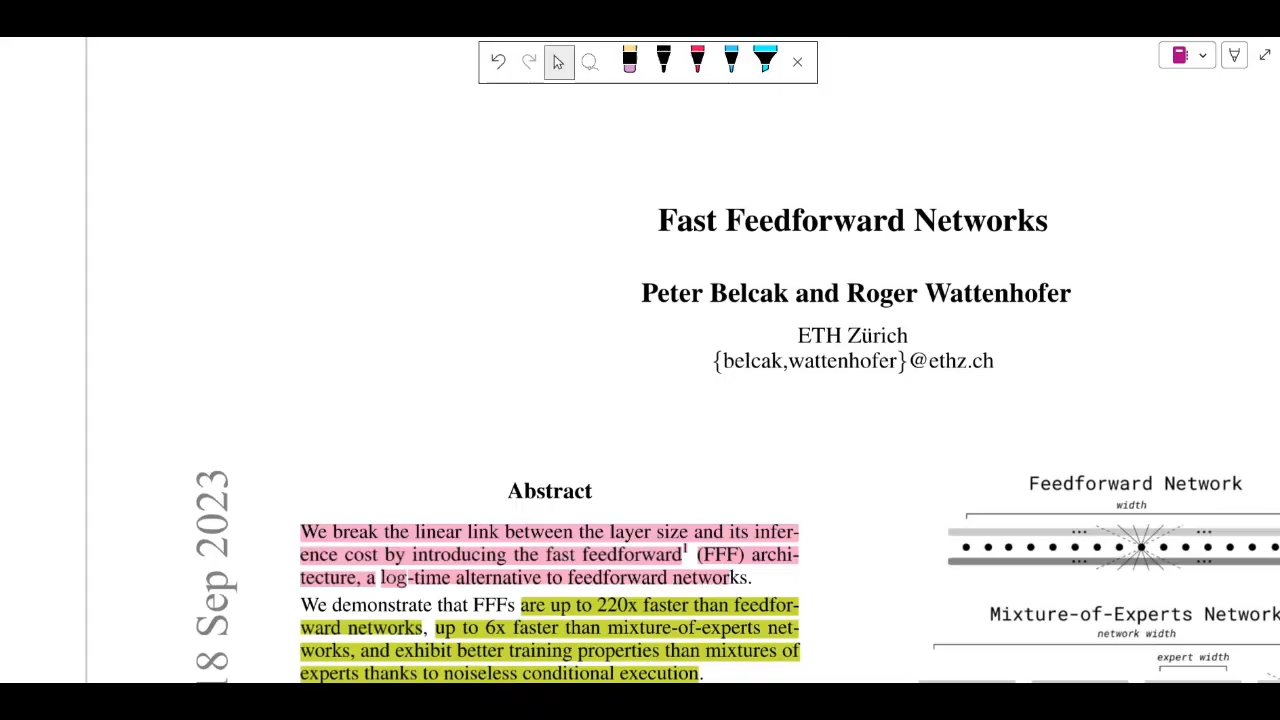 Fast Feedforward Networks
Peter Belcak and Roger Wattenhofer
ETH Zürich
{belcak,wattenhofer}@ethz.ch
18 Sep 2023
Abstract
We break the linear link between the layer size and its infer-
ence cost by introducing the fast feedforward1 (FFF) archi-
tecture, a log-time alternative to feedforward networks.
We demonstrate that FFFs are up to 220x faster than feedfor-
ward networks, up to 6x faster than mixture-of-experts net-
works, and exhibit better training properties than mixtures of
experts thanks to noiseless conditional execution.
Feedforward Network
width
Mixture-of-Experts Network
network width
expert width